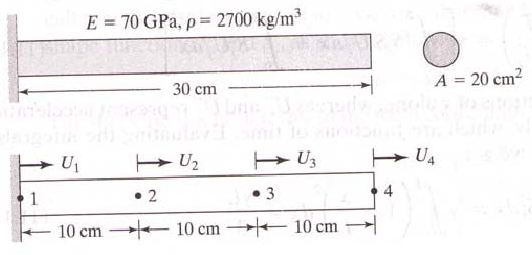 E = 70 GPa, ρ = 2700 kg/m³
30 cm
A = 20 cm²
U₁ U₂ U₃ U₄
1 2 3 4
10 cm 10 cm 10 cm